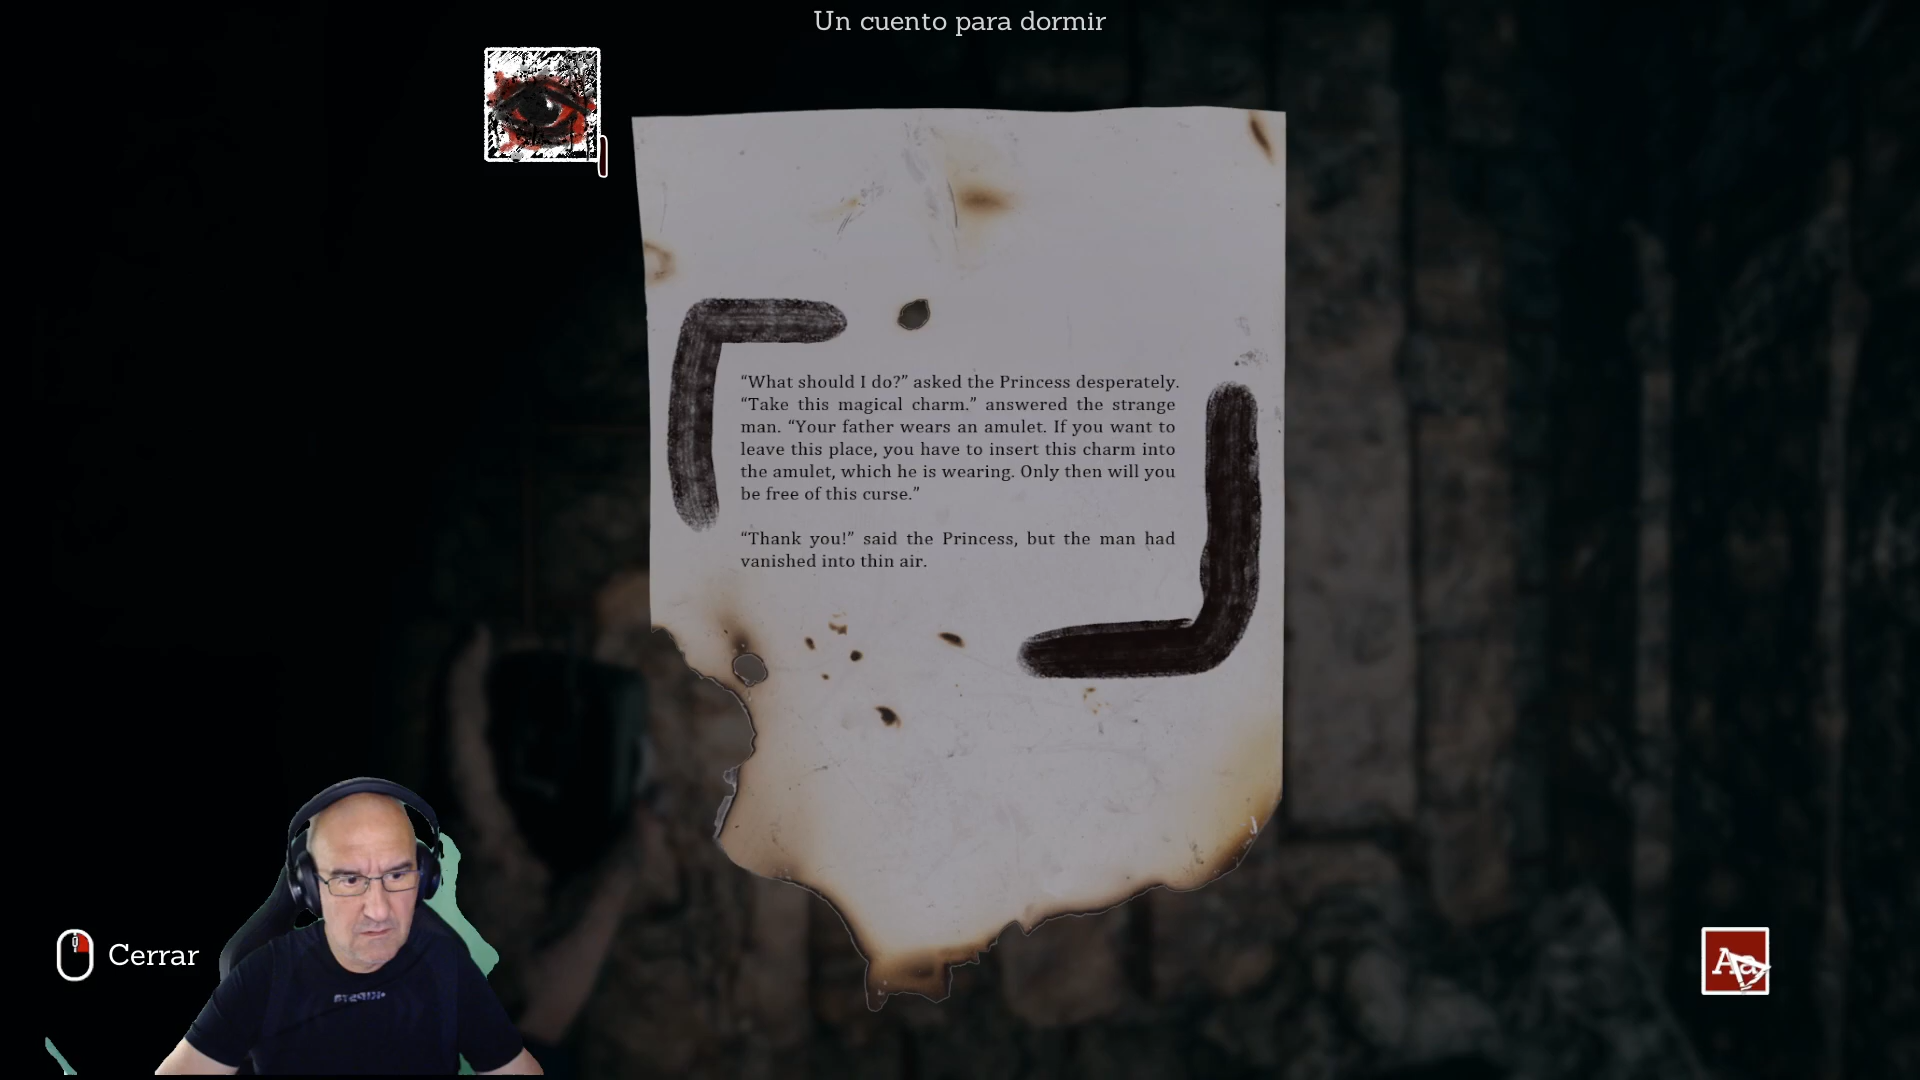 Un cuento para dormir
“What should I do?” asked the Princess desperately.
“Take this magical charm.” answered the strange
man. “Your father wears an amulet. If you want to
leave this place, you have to insert this charm into
the amulet, which he is wearing. Only then will you
be free of this curse.”
“Thank you!” said the Princess, but the man had
vanished into thin air.
Cerrar
Aa